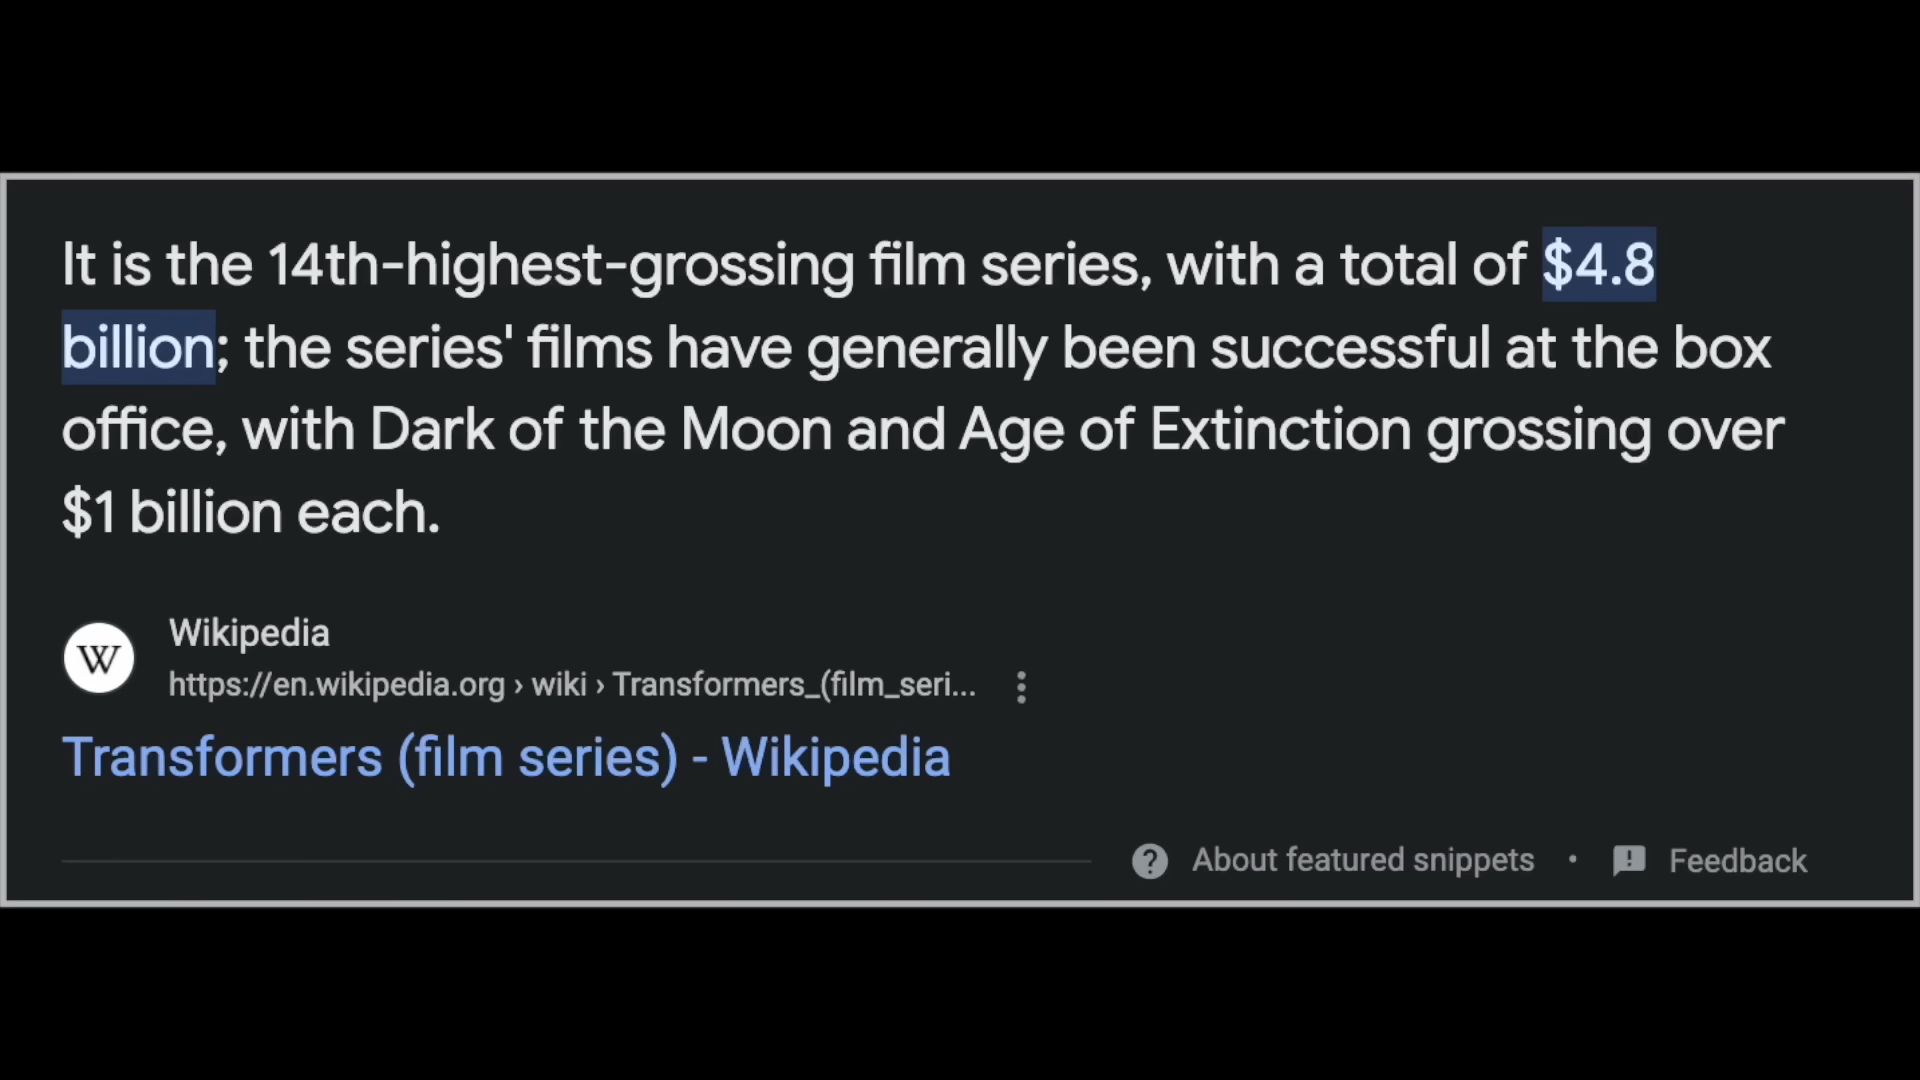 It is the 14th-highest-grossing film series, with a total of $4.8
billion; the series' films have generally been successful at the box
office, with Dark of the Moon and Age of Extinction grossing over
$1 billion each.
W
Wikipedia
https://en.wikipedia.org › wiki › Transformers_(film_seri...
Transformers (film series) - Wikipedia
About featured snippets • Feedback